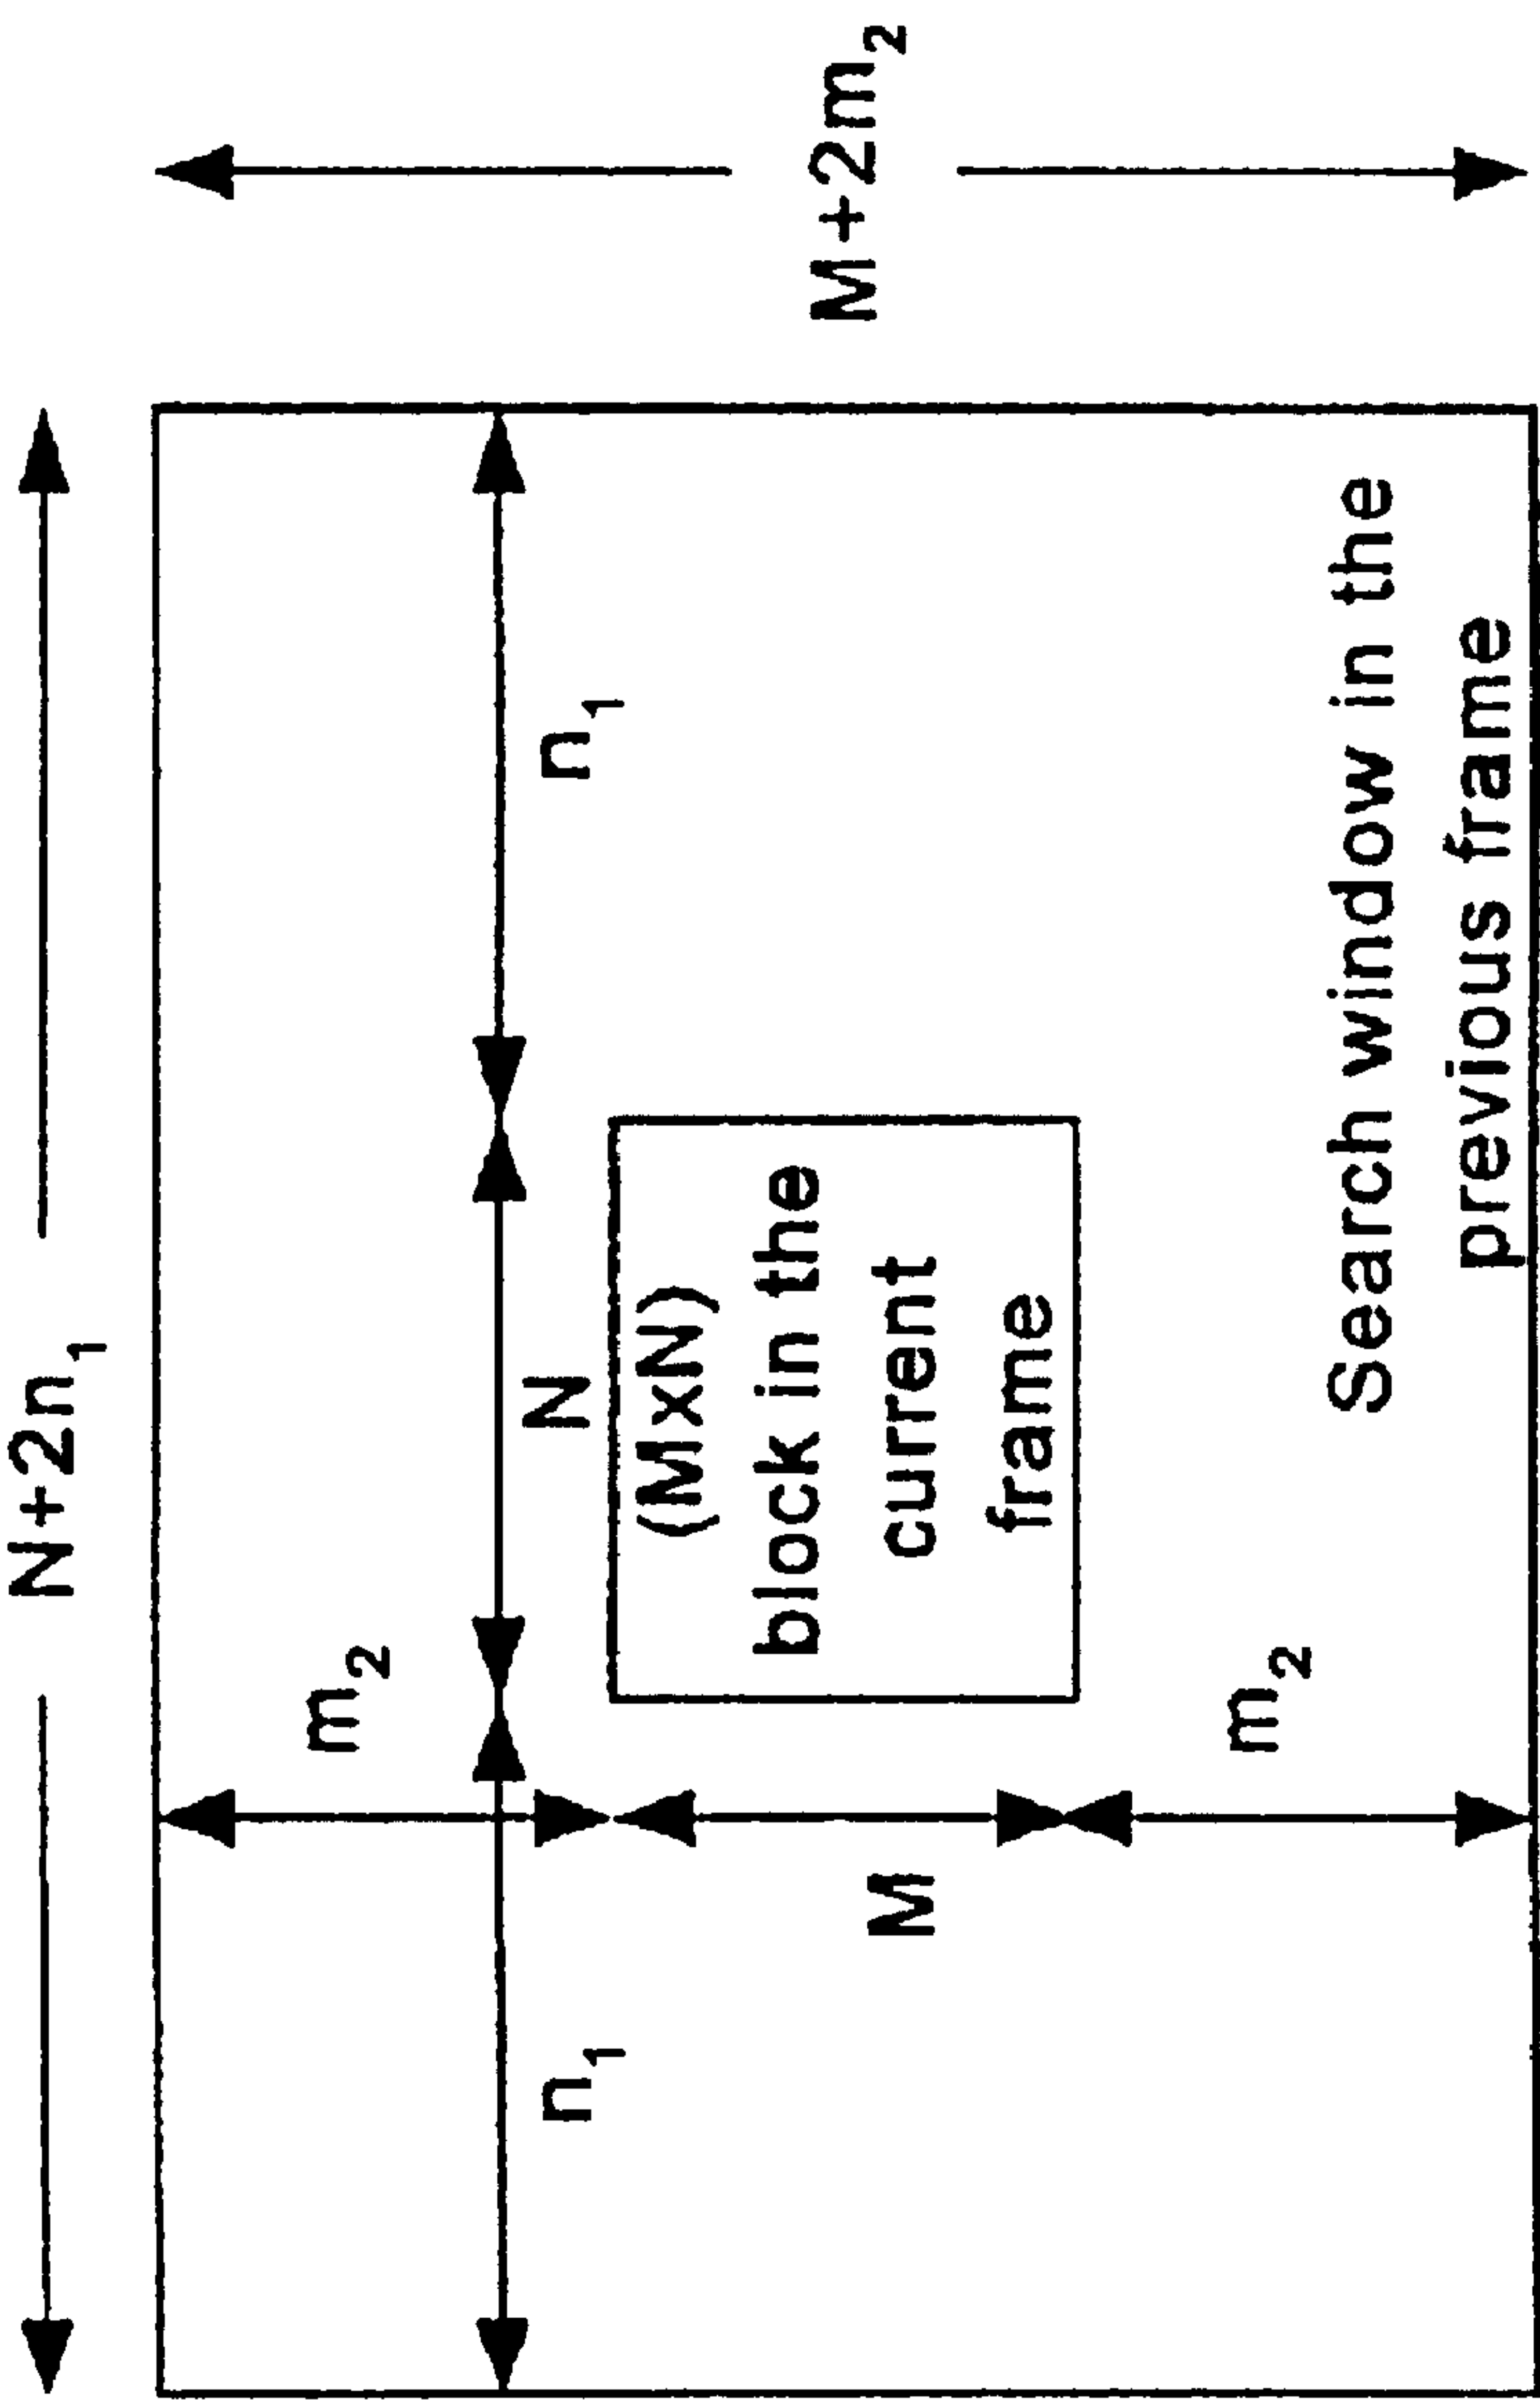 N+2n1
m2
n1
N
n1
(MxN)
block in the
current
frame
M
M+2m2
m2
Search window in the
previous frame